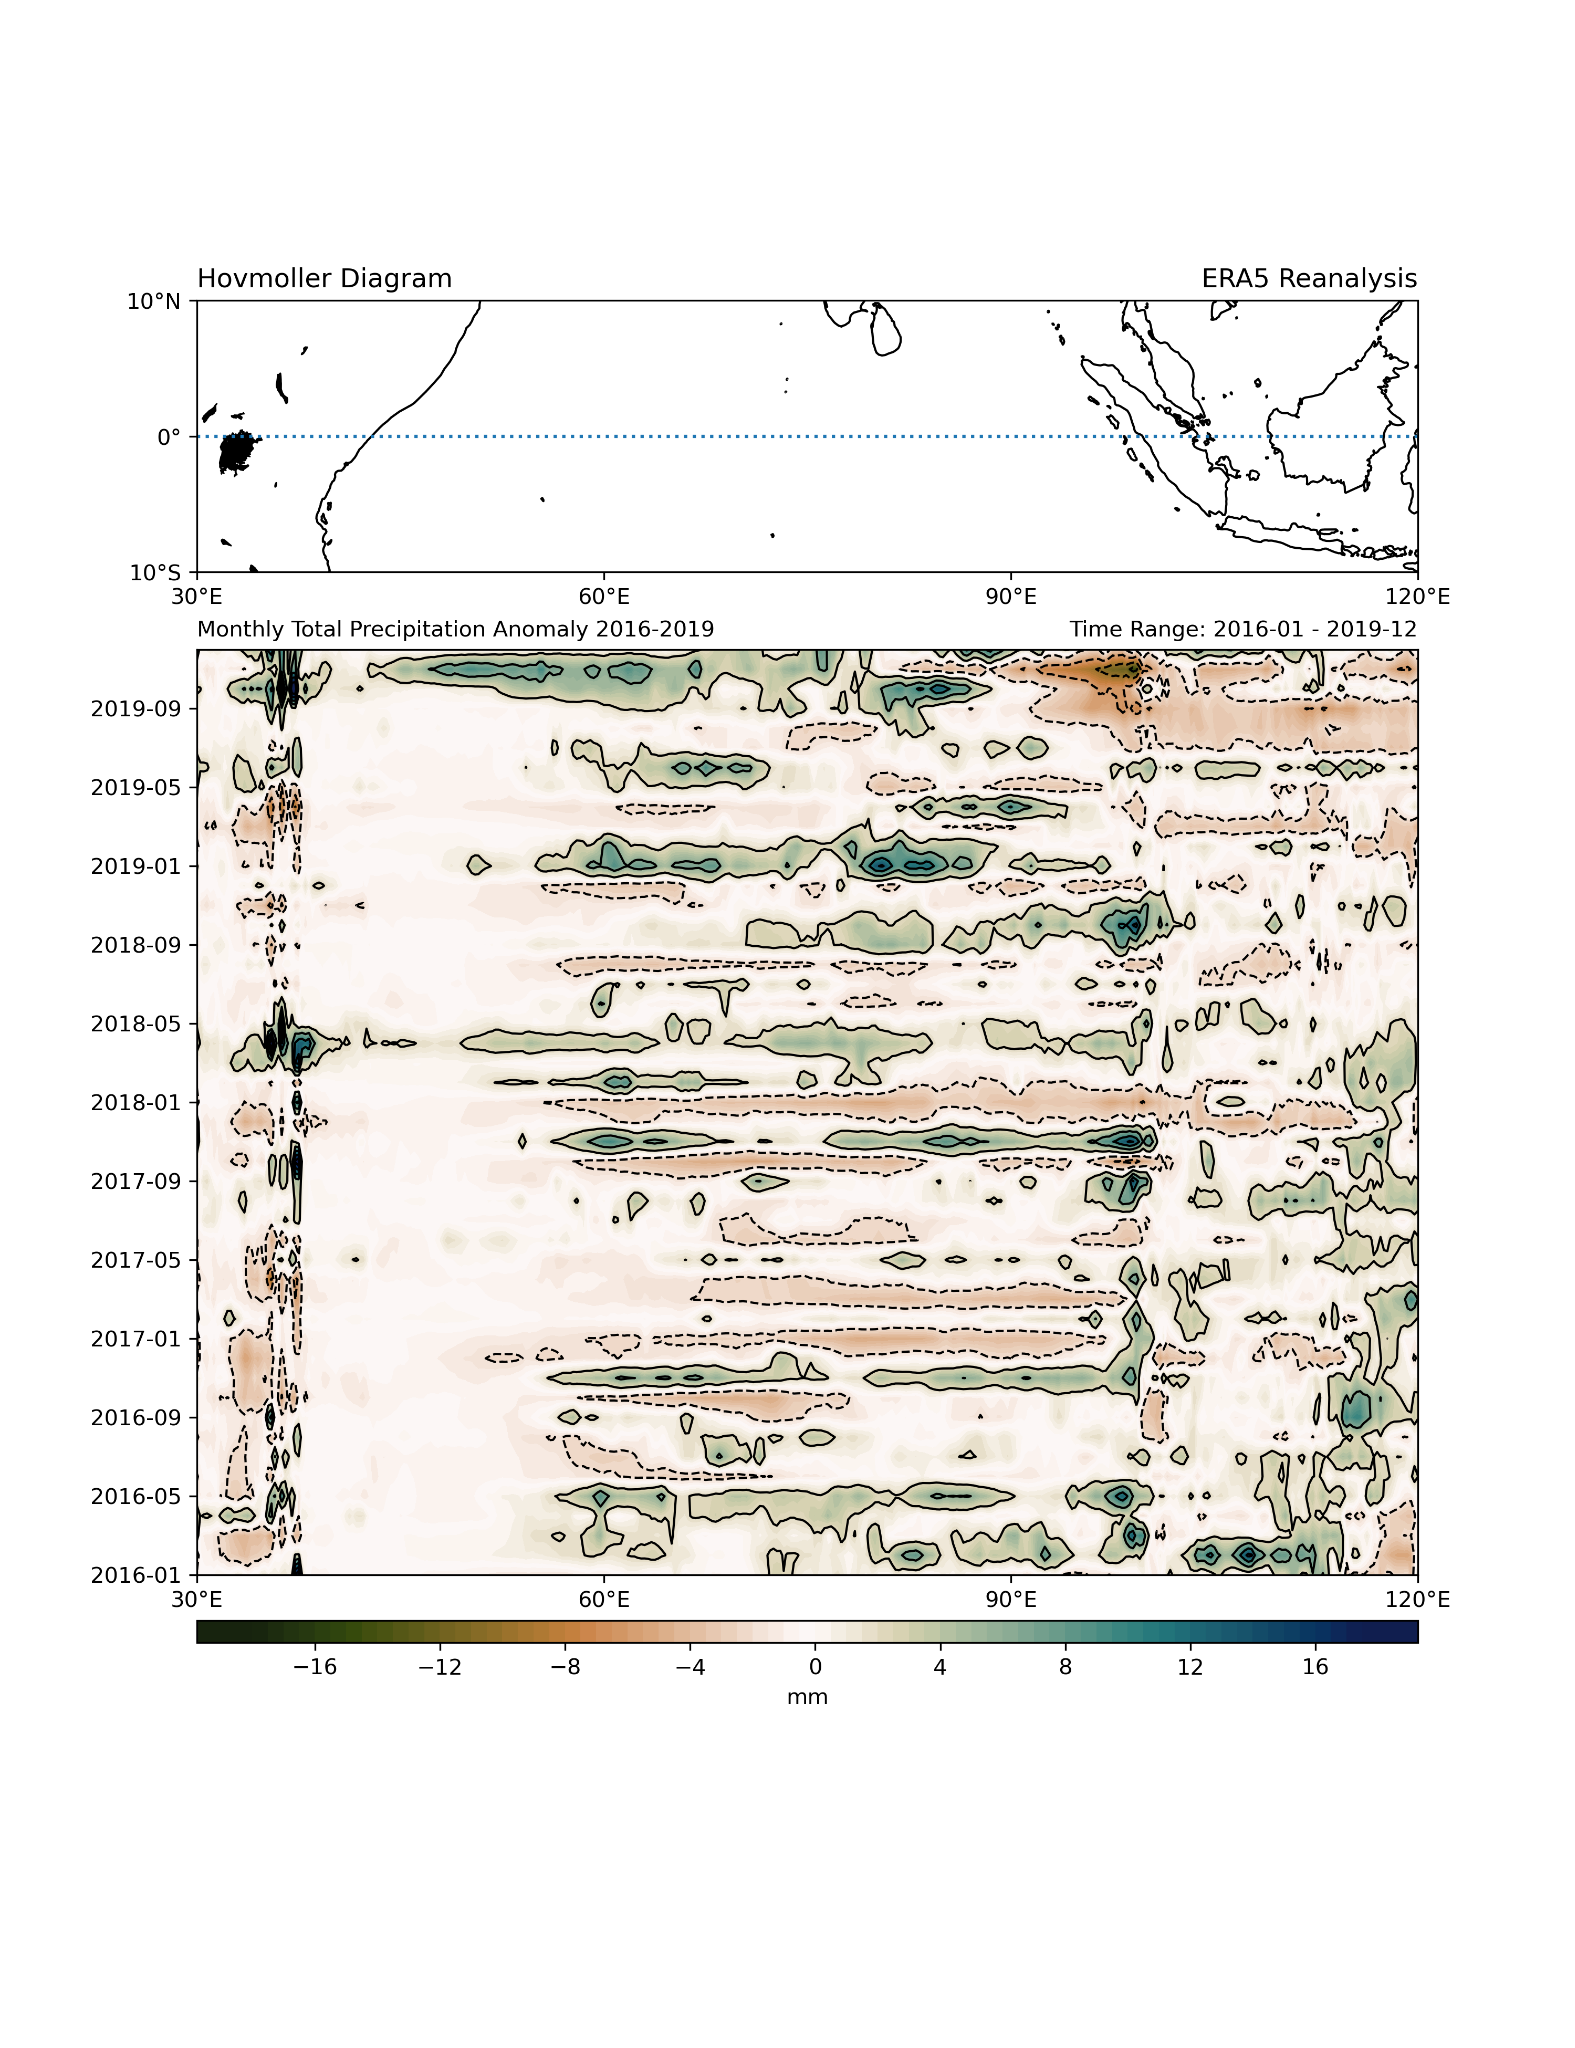 Hovmoller Diagram ERA5 Reanalysis
10°N
0°
10°S
30°E 60°E 90°E 120°E
Monthly Total Precipitation Anomaly 2016-2019 Time Range: 2016-01 - 2019-12
2019-09
2019-05
2019-01
2018-09
2018-05
2018-01
2017-09
2017-05
2017-01
2016-09
2016-05
2016-01
30°E 60°E 90°E 120°E
−16 −12 −8 −4 0 4 8 12 16
mm